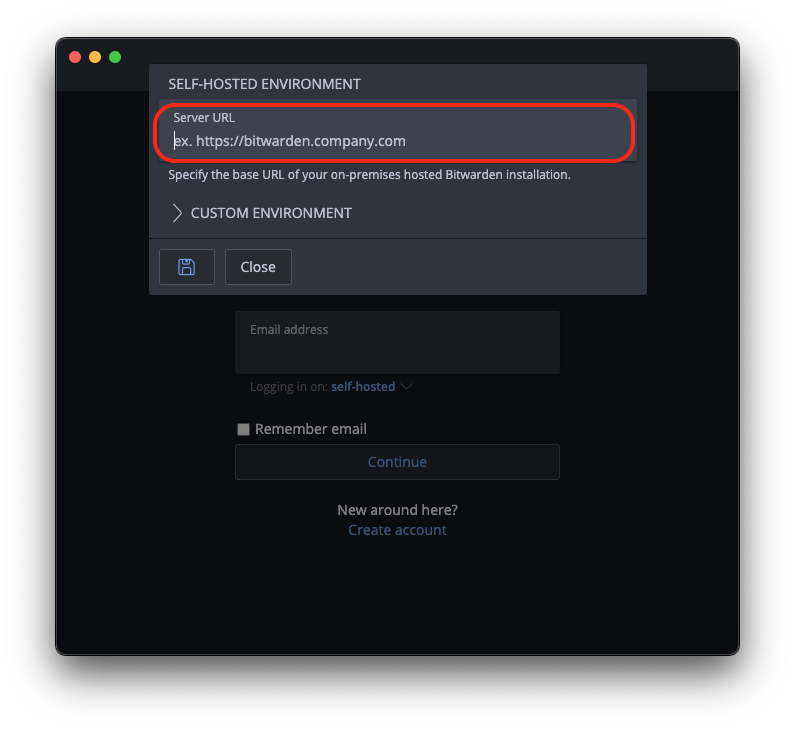 SELF-HOSTED ENVIRONMENT
Server URL
ex. https://bitwarden.company.com
Specify the base URL of your on-premises hosted Bitwarden installation.
CUSTOM ENVIRONMENT
Close
Email address
Logging in on: self-hosted
Remember email
Continue
New around here?
Create account